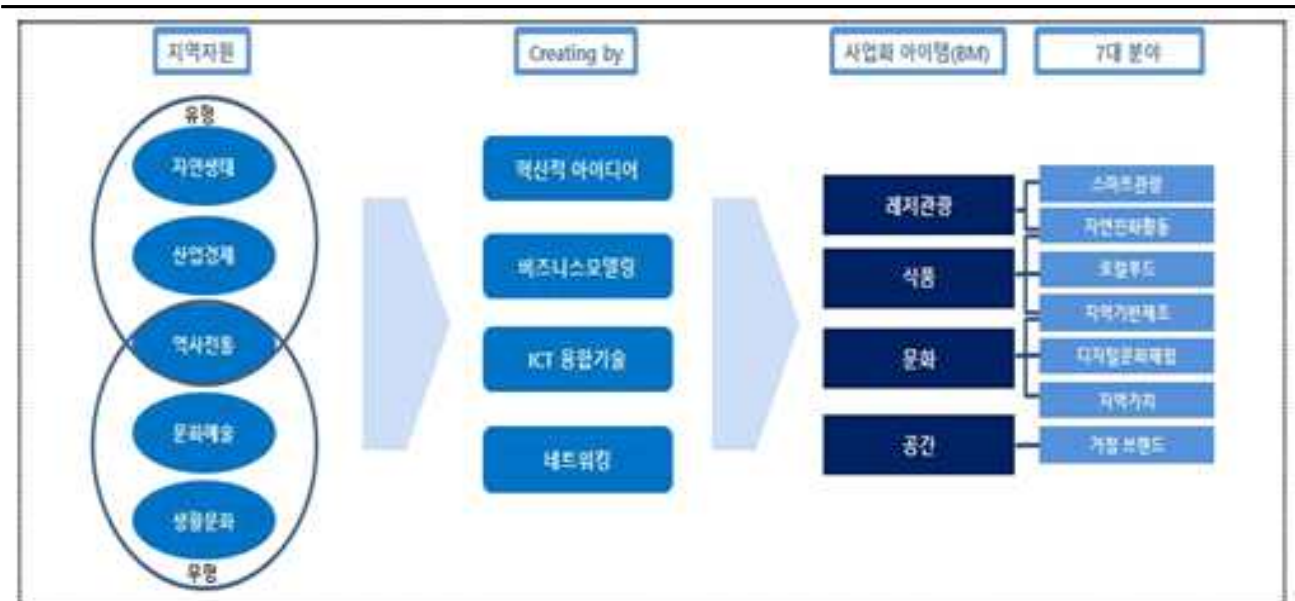 지역자원
Creating by
사업화 아이템(BM)
7대 분야
유형
자연생태
산업경제
역사전통
문화예술
생활문화
무형
혁신적 아이디어
비즈니스모델링
ICT 융합기술
네트워킹
레저관광
식품
문화
공간
스마트관광
자연친화활동
로컬푸드
지역기반제조
디지털문화체험
지역가치
거점 브랜드